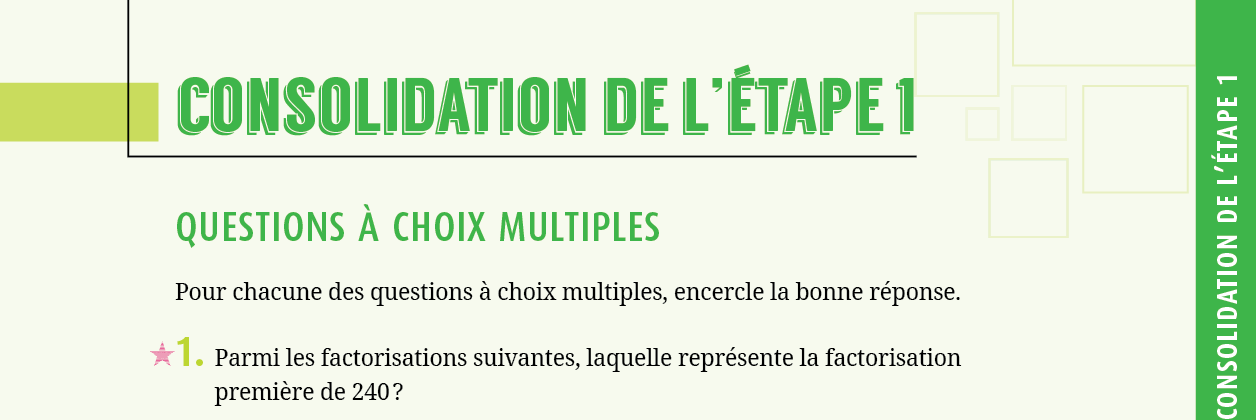 CONSOLIDATION DE L'ÉTAPE 1
QUESTIONS À CHOIX MULTIPLES
Pour chacune des questions à choix multiples, encercle la bonne réponse.
1. Parmi les factorisations suivantes, laquelle représente la factorisation
première de 240?
CONSOLIDATION DE L'ÉTAPE 1